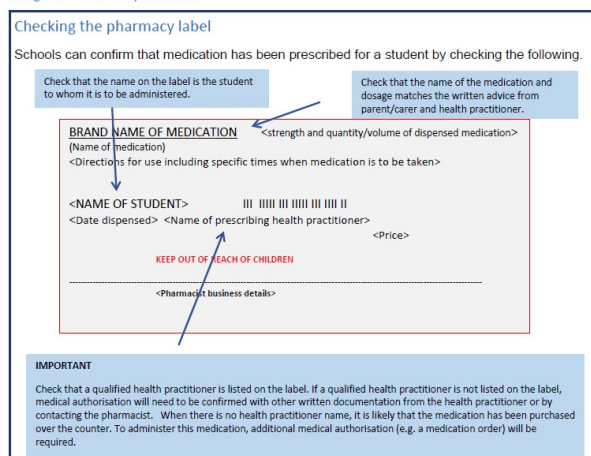 Checking the pharmacy label
Schools can confirm that medication has been prescribed for a student by checking the following.
Check that the name on the label is the student
to whom it is to be administered.
Check that the name of the medication and
dosage matches the written advice from
parent/carer and health practitioner.
BRAND NAME OF MEDICATION <strength and quantity/volume of dispensed medication>
(Name of medication)
<Directions for use including specific times when medication is to be taken>
<NAME OF STUDENT>
<Date dispensed> <Name of prescribing health practitioner>
<Price>
KEEP OUT OF REACH OF CHILDREN
<Pharmacist business details>
IMPORTANT
Check that a qualified health practitioner is listed on the label. If a qualified health practitioner is not listed on the label,
medical authorisation will need to be confirmed with other written documentation from the health practitioner or by
contacting the pharmacist. When there is no health practitioner name, it is likely that the medication has been purchased
over the counter. To administer this medication, additional medical authorisation (e.g. a medication order) will be
required.